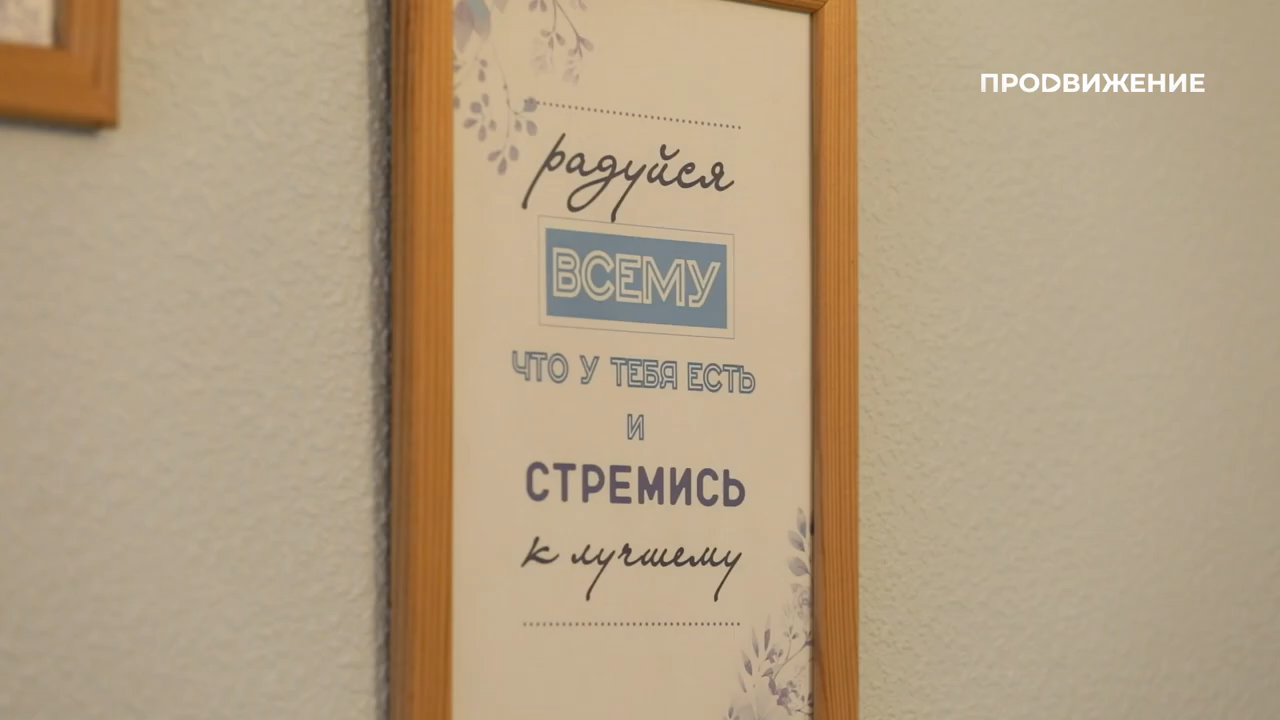 ПРОДВИЖЕНИЕ
радуйся
ВСЕМУ
ЧТО У ТЕБЯ ЕСТЬ
И
СТРЕМИСЬ
к лучшему